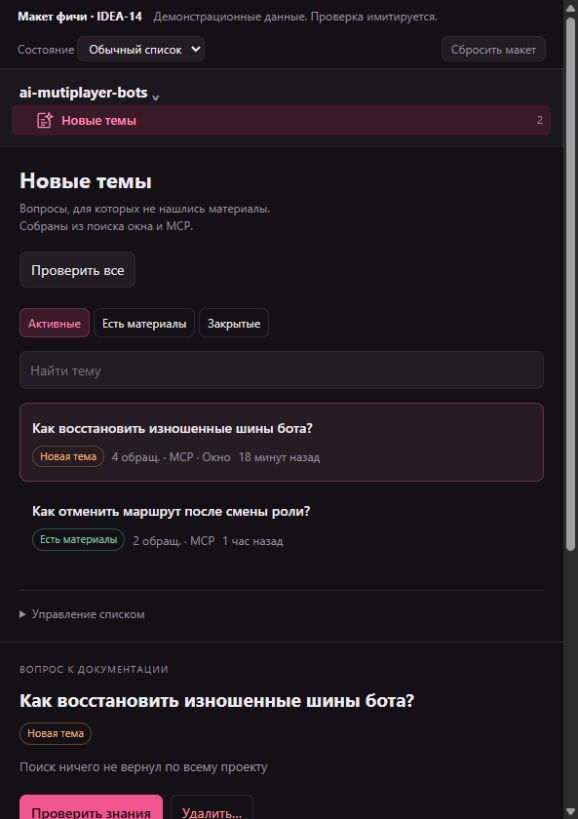 Макет фичи · IDEA-14 Демонстрационные данные. Проверка имитируется.
Состояние Обычный список Сбросить макет
ai-mutiplayer-bots
Новые темы 2
Новые темы
Вопросы, для которых не нашлись материалы.
Собраны из поиска окна и MCP.
Проверить все
Активные Есть материалы Закрытые
Найти тему
Как восстановить изношенные шины бота?
Новая тема 4 обращ. · MCP · Окно 18 минут назад
Как отменить маршрут после смены роли?
Есть материалы 2 обращ. · MCP 1 час назад
Управление списком
ВОПРОС К ДОКУМЕНТАЦИИ
Как восстановить изношенные шины бота?
Новая тема
Поиск ничего не вернул по всему проекту
Проверить знания Удалить...